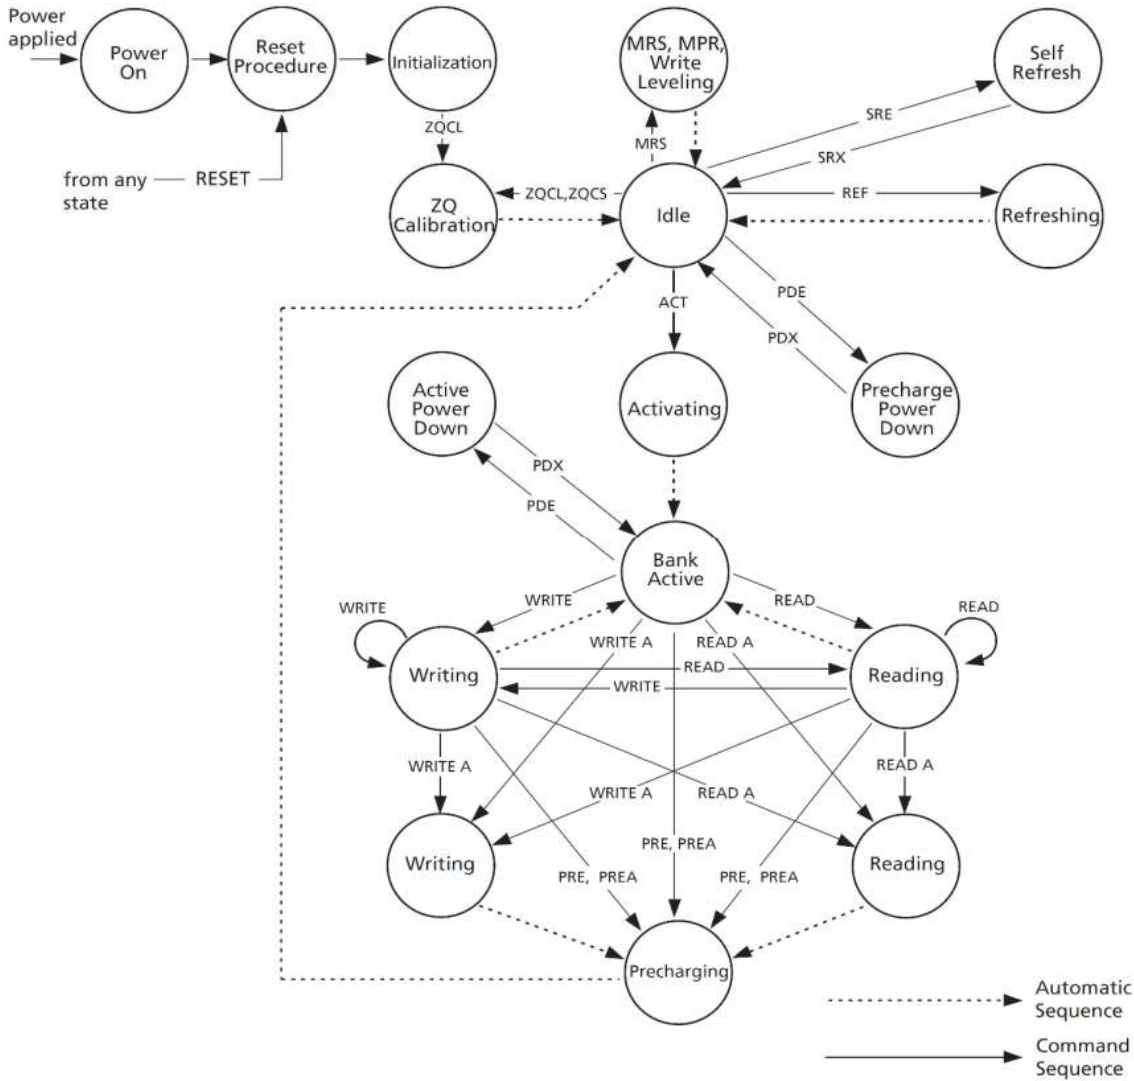 Power
applied
Power
On
Reset
Procedure
Initialization
MRS, MPR,
Write
Leveling
Self
Refresh
ZQCL
MRS
SRE
SRX
from any
state
RESET
ZQ
Calibration
ZQCL,ZQCS
Idle
REF
Refreshing
ACT
PDE
PDX
Active
Power
Down
Activating
Precharge
Power
Down
PDX
PDE
Bank
Active
WRITE
WRITE
READ
READ
WRITE A
READ A
Writing
READ
WRITE
Reading
WRITE A
READ A
WRITE A
READ A
Writing
PRE, PREA
Reading
PRE, PREA
PRE, PREA
Precharging
Automatic
Sequence
Command
Sequence